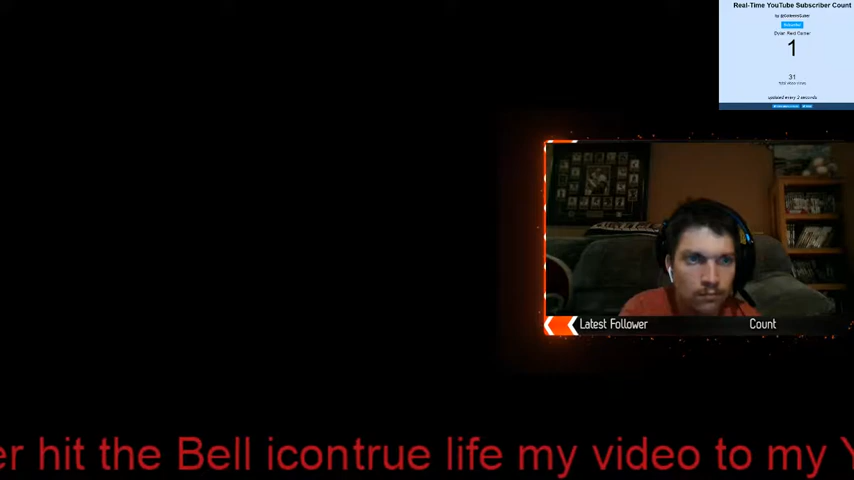 Real-Time YouTube Subscriber Count
1
31
updated every 2 seconds
Latest Follower
Count
er hit the Bell icontrue life my video to my Y